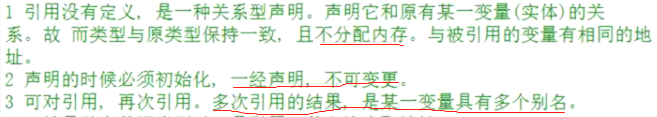 1 引用没有定义, 是一种关系型声明。声明它和原有某一变量(实体)的关
系。故 而类型与原类型保持一致, 且不分配内存。与被引用的变量有相同的地
址。
2 声明的时候必须初始化, 一经声明, 不可变更。
3 可对引用, 再次引用。多次引用的结果, 是某一变量具有多个别名。